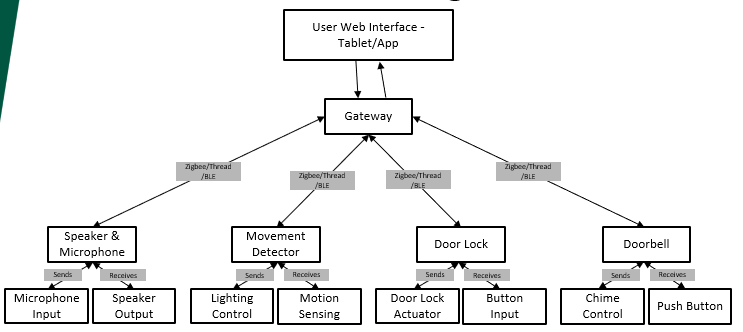 User Web Interface -
Tablet/App
Gateway
Zigbee/Thread
/BLE
Zigbee/Thread
/BLE
Zigbee/Thread
/BLE
Zigbee/Thread
/BLE
Speaker &
Microphone
Movement
Detector
Door Lock
Doorbell
Sends
Receives
Sends
Receives
Sends
Receives
Sends
Receives
Microphone
Input
Speaker
Output
Lighting
Control
Motion
Sensing
Door Lock
Actuator
Button
Input
Chime
Control
Push Button